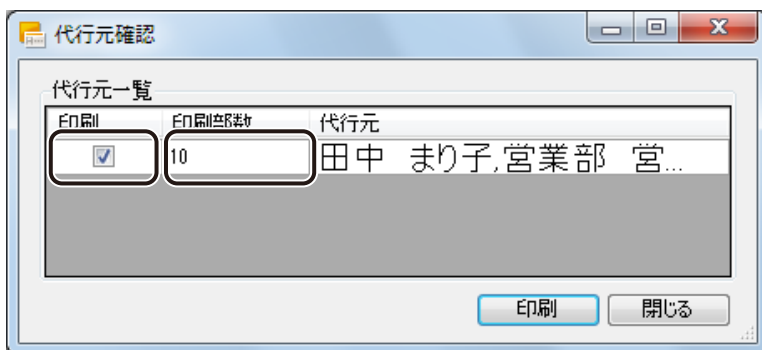 代行元確認
代行元一覧
印刷 印刷部数 代行元
10 田中 まり子,営業部 営...
印刷 閉じる